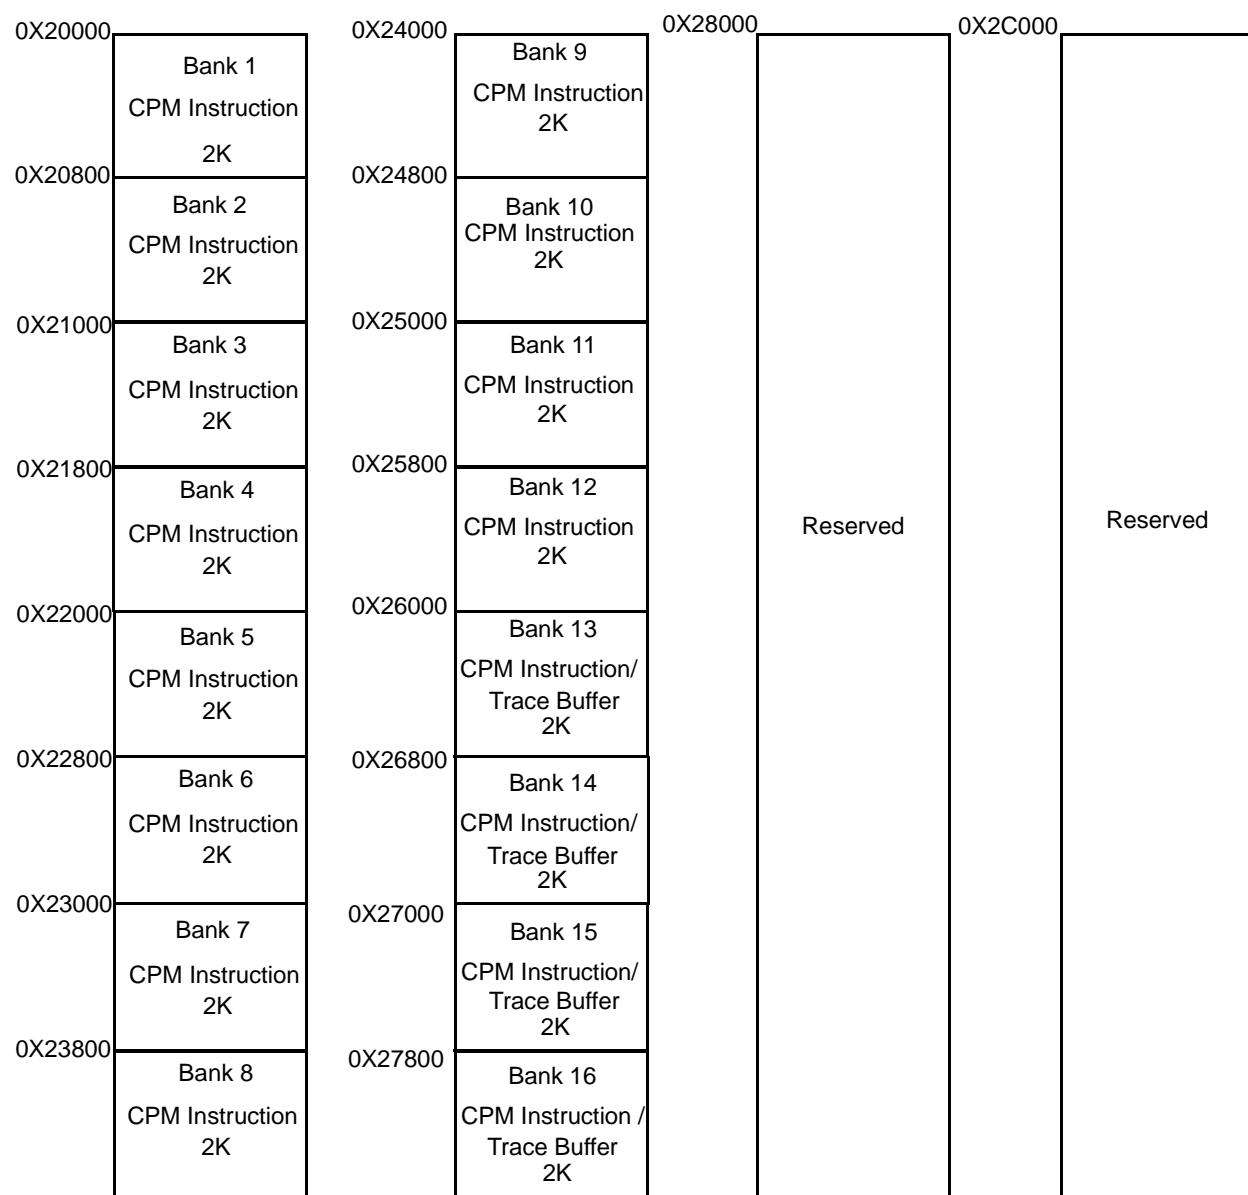 0X20000
Bank 1
CPM Instruction
2K
0X20800
Bank 2
CPM Instruction
2K
0X21000
Bank 3
CPM Instruction
2K
0X21800
Bank 4
CPM Instruction
2K
0X22000
Bank 5
CPM Instruction
2K
0X22800
Bank 6
CPM Instruction
2K
0X23000
Bank 7
CPM Instruction
2K
0X23800
Bank 8
CPM Instruction
2K
0X24000
Bank 9
CPM Instruction
2K
0X24800
Bank 10
CPM Instruction
2K
0X25000
Bank 11
CPM Instruction
2K
0X25800
Bank 12
CPM Instruction
2K
0X26000
Bank 13
CPM Instruction/
Trace Buffer
2K
0X26800
Bank 14
CPM Instruction/
Trace Buffer
2K
0X27000
Bank 15
CPM Instruction/
Trace Buffer
2K
0X27800
Bank 16
CPM Instruction /
Trace Buffer
2K
0X28000
Reserved
0X2C000
Reserved